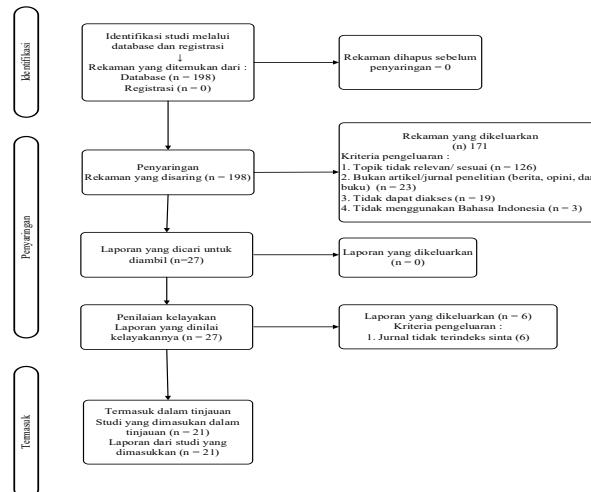 Identifikasi
Identifikasi studi melalui
database dan registrasi
↓
Rekaman yang ditemukan dari :
Database (n = 198)
Registrasi (n = 0)
Rekaman dihapus sebelum
penyaringan = 0
Penyaringan
Penyaringan
Rekaman yang disaring (n = 198)
Rekaman yang dikeluarkan
(n) 171
Kriteria pengeluaran :
1. Topik tidak relevan/ sesuai (n = 126)
2. Bukan artikel/jurnal penelitian (berita, opini, dan
buku) (n = 23)
3. Tidak dapat diakses (n = 19)
4. Tidak menggunakan Bahasa Indonesia (n = 3)
Laporan yang dicari untuk
diambil (n=27)
Laporan yang dikeluarkan
(n = 0)
Penilaian kelayakan
Laporan yang dinilai
kelayakannya (n = 27)
Laporan yang dikeluarkan (n = 6)
Kriteria pengeluaran :
1. Jurnal tidak terindeks sinta (6)
Termasuk
Termasuk dalam tinjauan
Studi yang dimasukan dalam
tinjauan (n = 21)
Laporan dari studi yang
dimasukkan (n = 21)